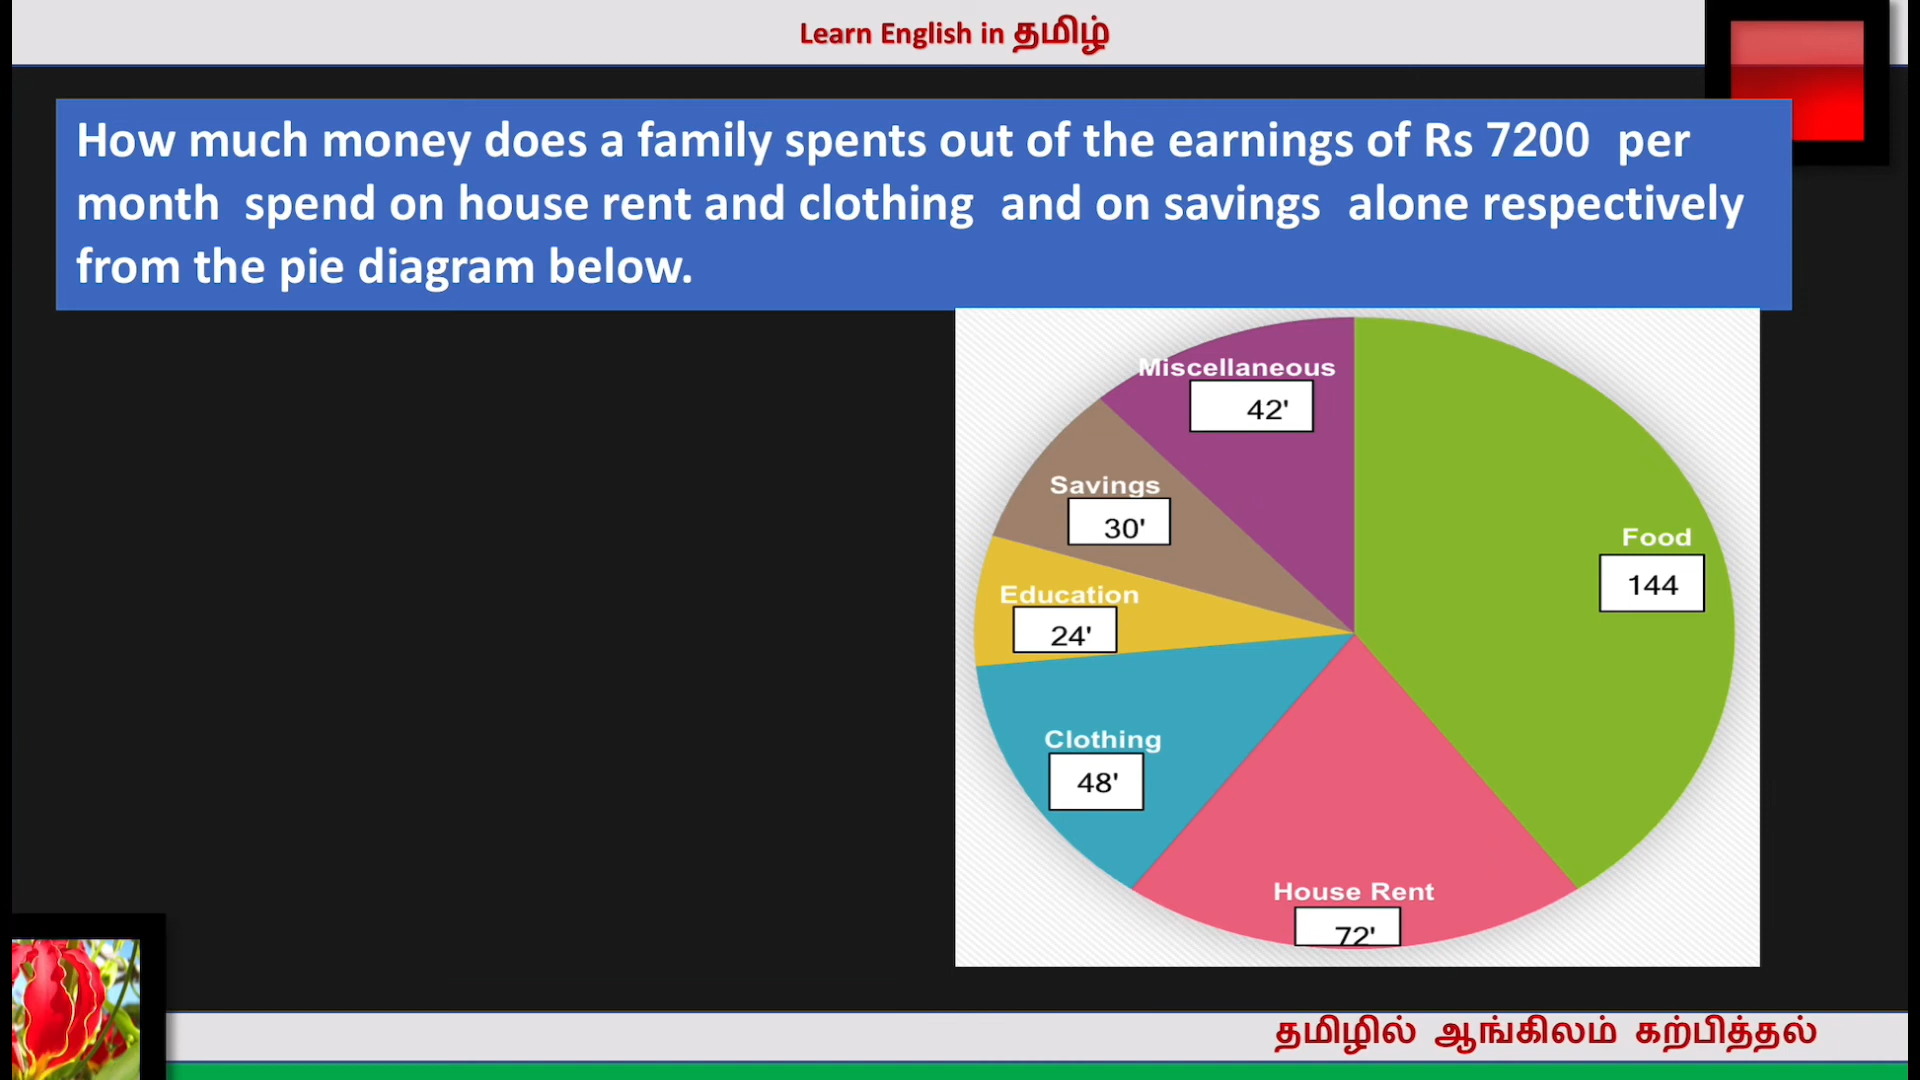 Learn English in தமிழ்
How much money does a family spents out of the earnings of Rs 7200 per
month spend on house rent and clothing and on savings alone respectively
from the pie diagram below.
Miscellaneous
42'
Savings
30'
Food
144
Education
24'
Clothing
48'
House Rent
72'
தமிழில் ஆங்கிலம் கற்பித்தல்